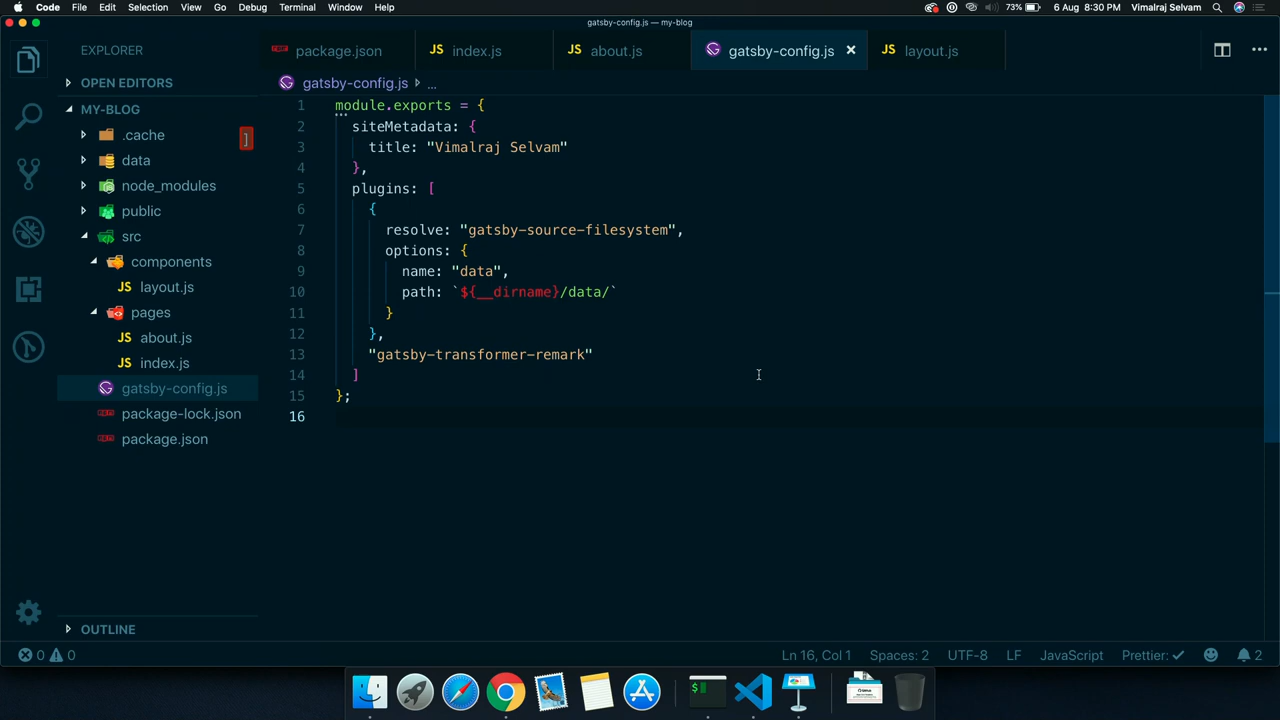 Code File Edit Selection View Go Debug Terminal Window Help 73% 6 Aug 8:30 PM Vimalraj Selvam
gatsby-config.js — my-blog
EXPLORER
package.json
JS index.js
JS about.js
gatsby-config.js
JS layout.js
OPEN EDITORS
gatsby-config.js ...
MY-BLOG
.cache
]
data
node_modules
public
src
components
JS layout.js
pages
JS about.js
JS index.js
gatsby-config.js
package-lock.json
package.json
OUTLINE
1 module.exports = {
2 siteMetadata: {
3 title: "Vimalraj Selvam"
4 },
5 plugins: [
6 {
7 resolve: "gatsby-source-filesystem",
8 options: {
9 name: "data",
10 path: `${__dirname}/data/`
11 }
12 },
13 "gatsby-transformer-remark"
14 ]
15 };
16
0 0
Ln 16, Col 1 Spaces: 2 UTF-8 LF JavaScript Prettier: ✓ 2